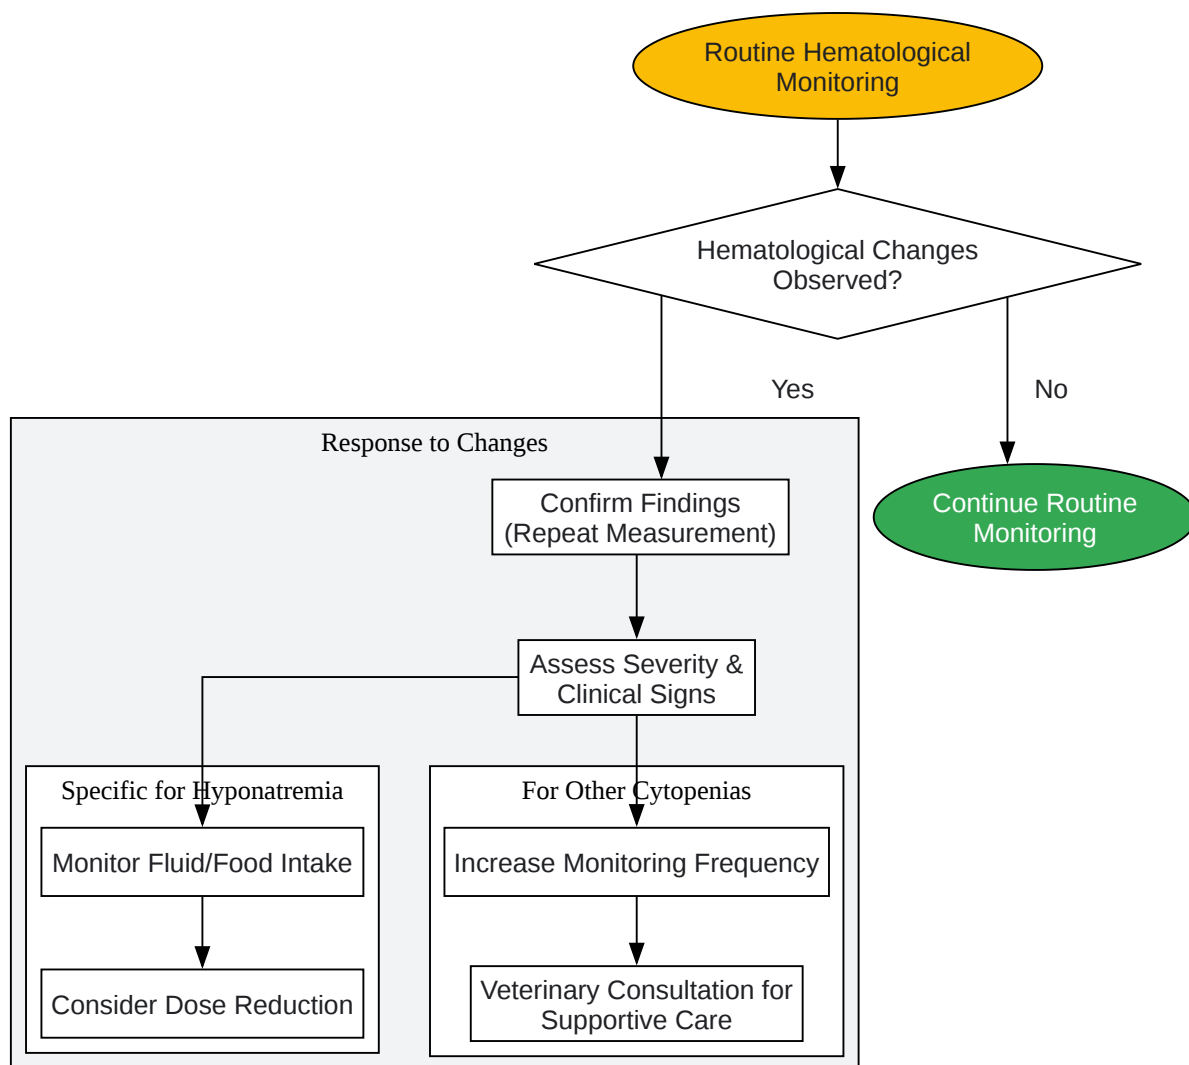 Routine Hematological
Monitoring
Hematological Changes
Observed?
Yes
No
Response to Changes
Confirm Findings
(Repeat Measurement)
Continue Routine
Monitoring
Assess Severity &
Clinical Signs
Specific for Hyponatremia
For Other Cytopenias
Monitor Fluid/Food Intake
Increase Monitoring Frequency
Consider Dose Reduction
Veterinary Consultation for
Supportive Care